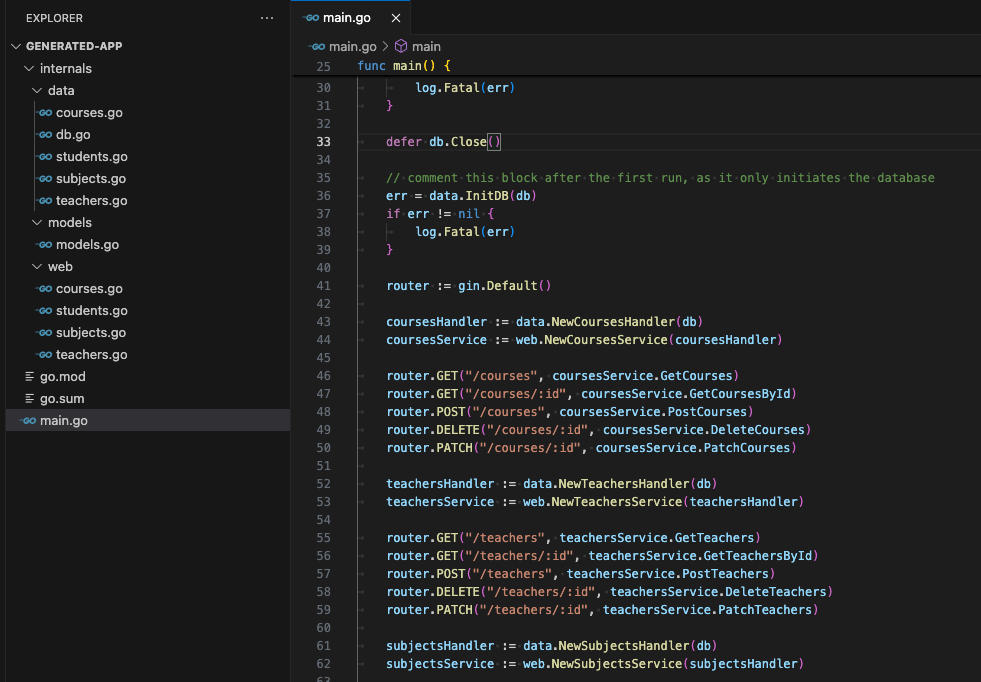 EXPLORER
GENERATED-APP
internals
data
courses.go
db.go
students.go
subjects.go
teachers.go
models
models.go
web
courses.go
students.go
subjects.go
teachers.go
go.mod
go.sum
main.go
main.go
main.go > main
25 func main() {
30 log.Fatal(err)
31 }
32
33 defer db.Close()
34
35 // comment this block after the first run, as it only initiates the database
36 err = data.InitDB(db)
37 if err != nil {
38 log.Fatal(err)
39 }
40
41 router := gin.Default()
42
43 coursesHandler := data.NewCoursesHandler(db)
44 coursesService := web.NewCoursesService(coursesHandler)
45
46 router.GET("/courses", coursesService.GetCourses)
47 router.GET("/courses/:id", coursesService.GetCoursesById)
48 router.POST("/courses", coursesService.PostCourses)
49 router.DELETE("/courses/:id", coursesService.DeleteCourses)
50 router.PATCH("/courses/:id", coursesService.PatchCourses)
51
52 teachersHandler := data.NewTeachersHandler(db)
53 teachersService := web.NewTeachersService(teachersHandler)
54
55 router.GET("/teachers", teachersService.GetTeachers)
56 router.GET("/teachers/:id", teachersService.GetTeachersById)
57 router.POST("/teachers", teachersService.PostTeachers)
58 router.DELETE("/teachers/:id", teachersService.DeleteTeachers)
59 router.PATCH("/teachers/:id", teachersService.PatchTeachers)
60
61 subjectsHandler := data.NewSubjectsHandler(db)
62 subjectsService := web.NewSubjectsService(subjectsHandler)
63